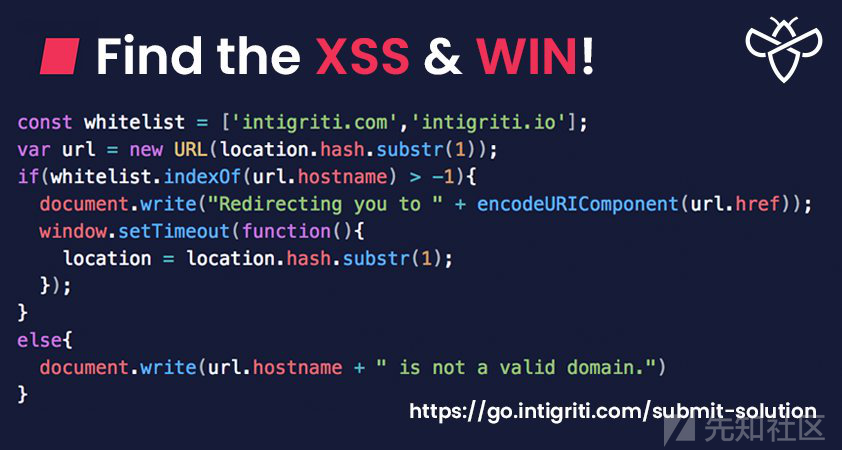 Find the XSS & WIN!
const whitelist = ['intigriti.com','intigriti.io'];
var url = new URL(location.hash.substr(1));
if(whitelist.indexOf(url.hostname) > -1){
  document.write("Redirecting you to " + encodeURIComponent(url.href));
  window.setTimeout(function(){
    location = location.hash.substr(1);
  });
}
else{
  document.write(url.hostname + " is not a valid domain.")
}
https://go.intigriti.com/submit-solution
先知社区